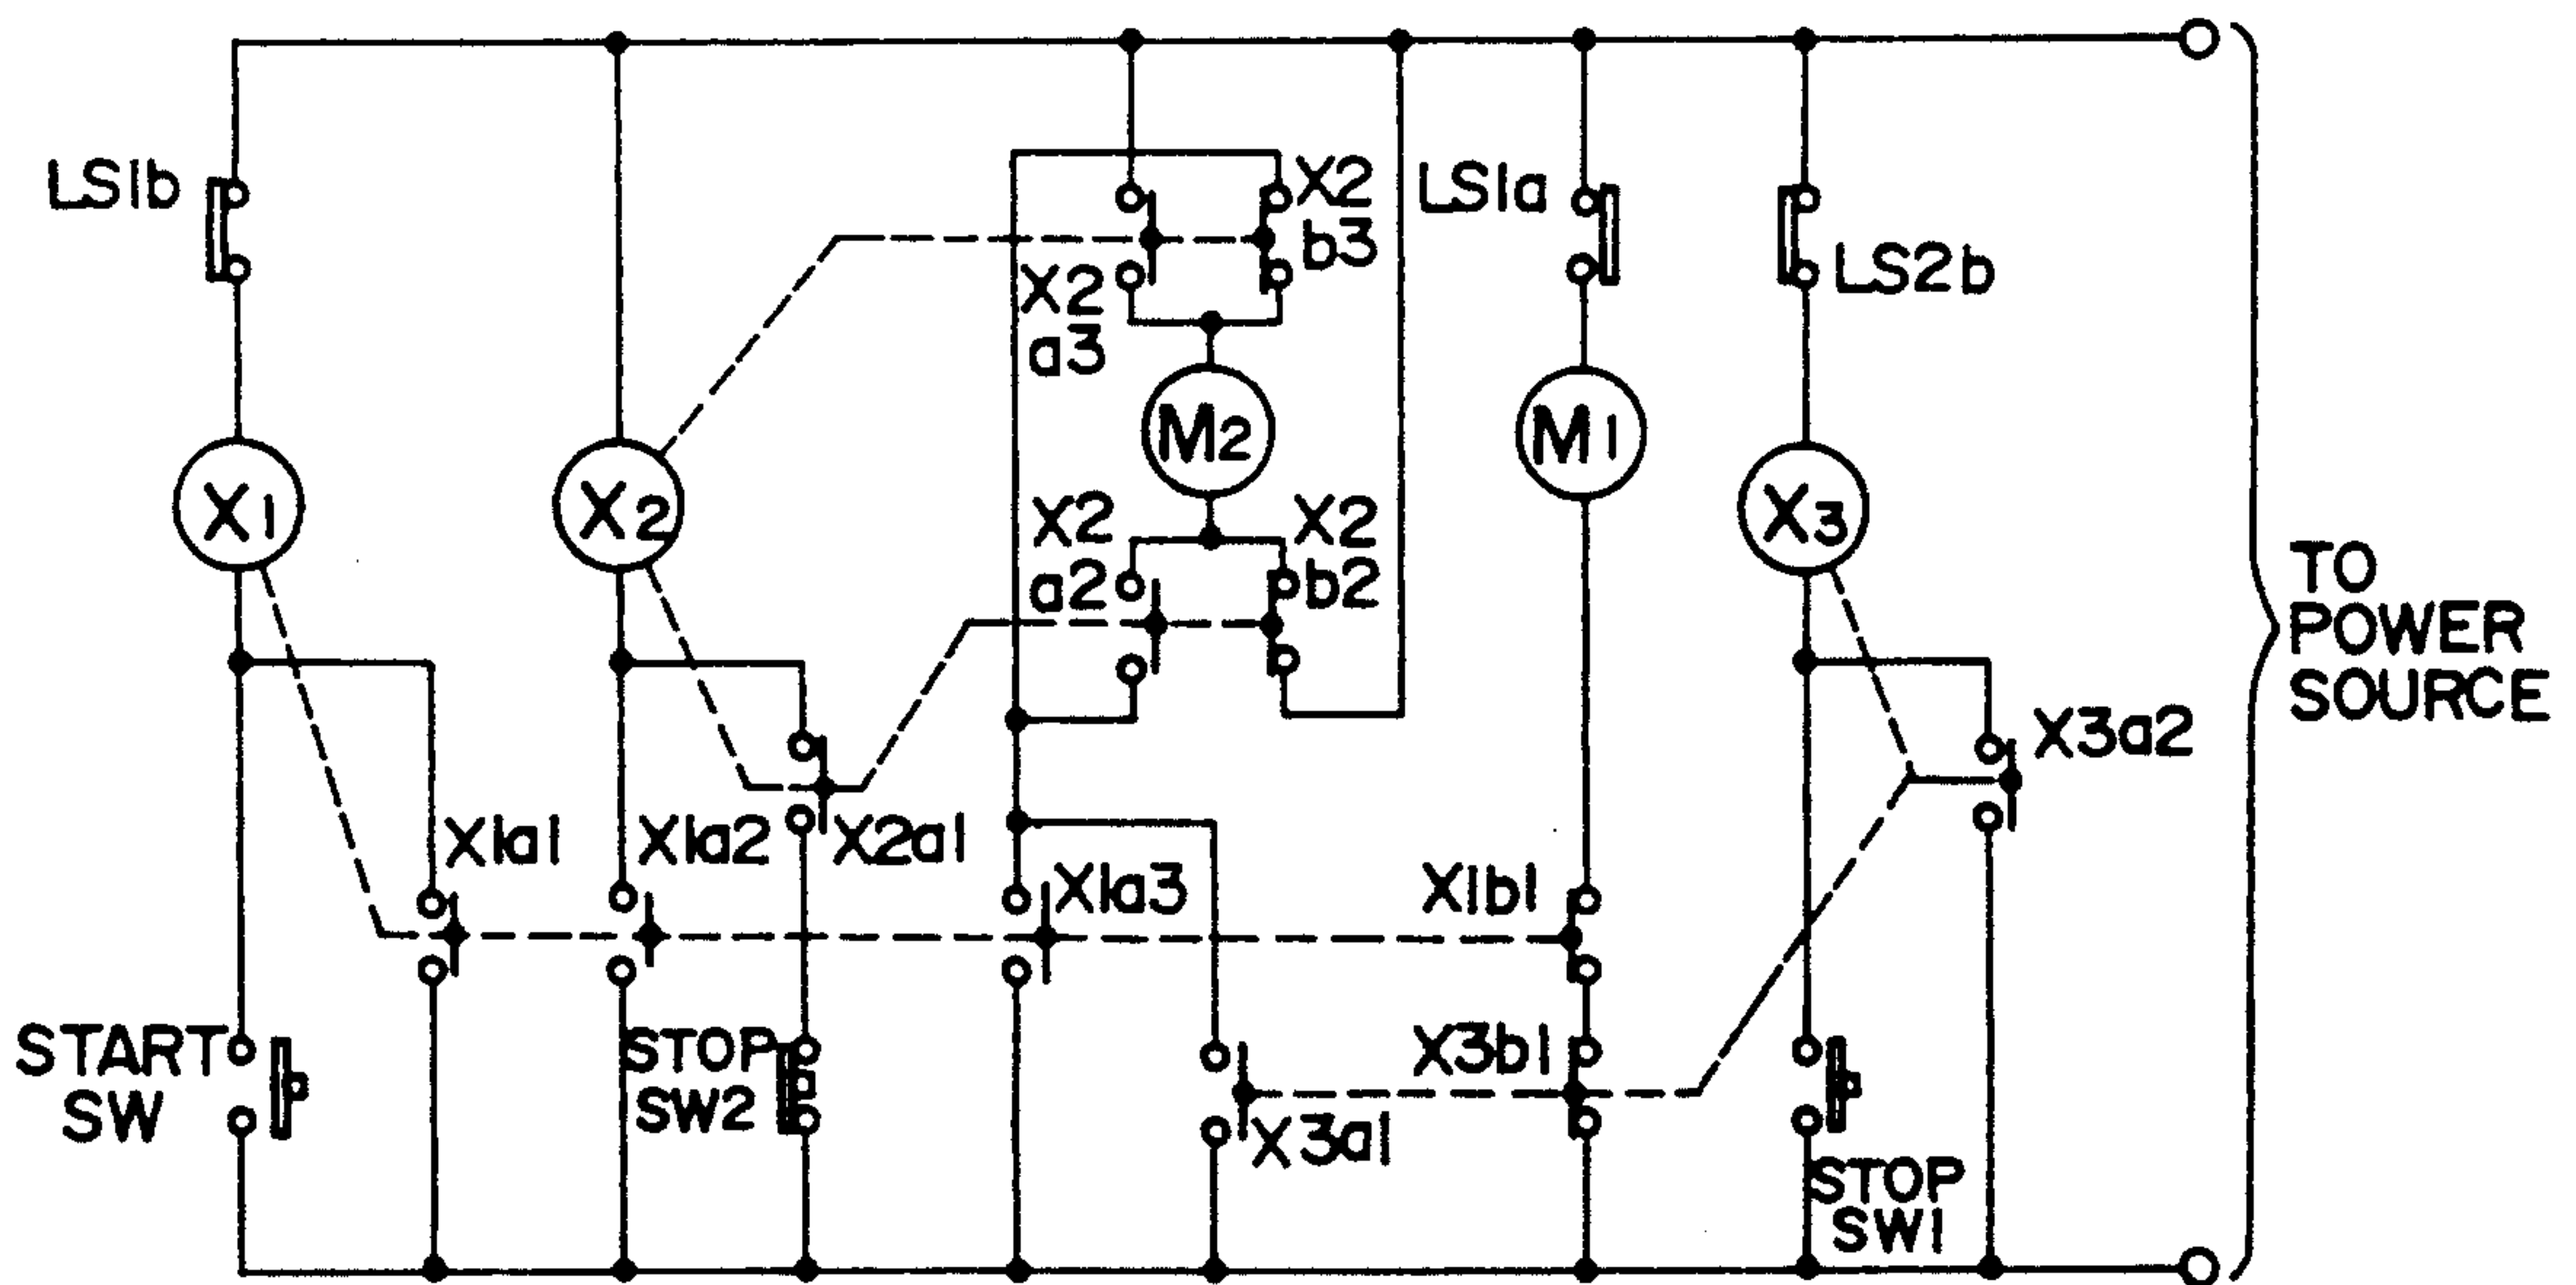 LS1b
X2
b3
LS1a
LS2b
X2
a3
M2
M1
X1
X2
X2
a2
X2
b2
X3
TO
POWER
SOURCE
X3a2
X1a1
X1a2
X2a1
X1a3
X1b1
START
SW
STOP
SW2
X3b1
X3a1
STOP
SW1